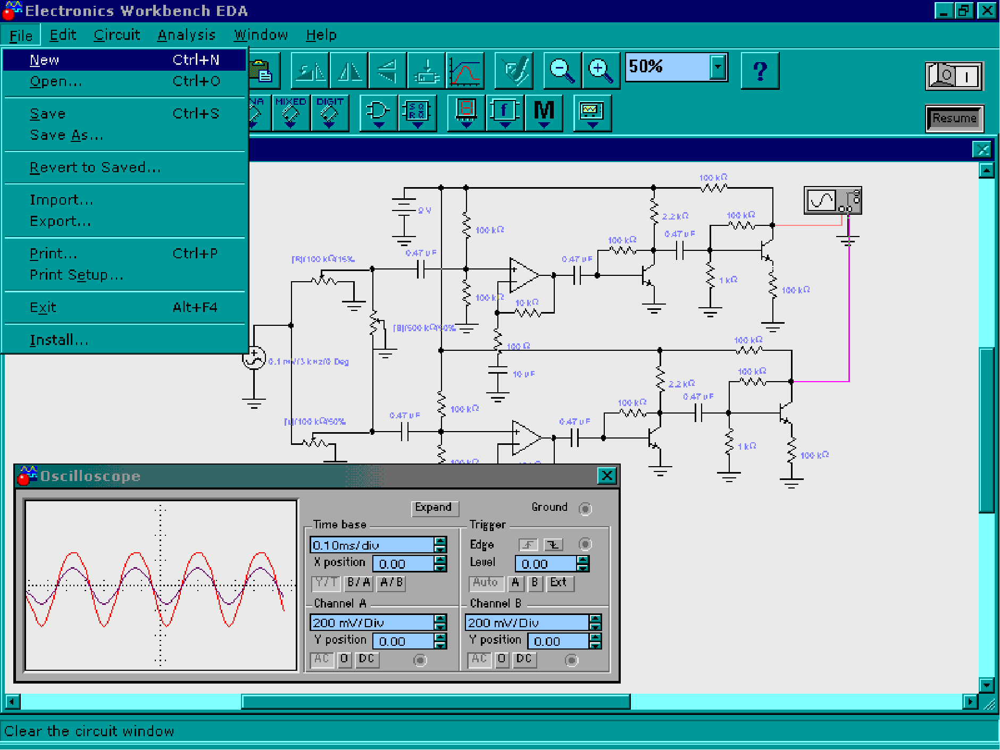 Electronics Workbench EDA
File Edit Circuit Analysis Window Help
New Ctrl+N
Open... Ctrl+O
Save Ctrl+S
Save As...
Revert to Saved...
Import...
Export...
Print... Ctrl+P
Print Setup...
Exit Alt+F4
Install...
50%
?
O I
NA MIXED DIGIT
S Q
R Q
f M
Resume
100 kΩ
9 V
2.2 kΩ
100 kΩ
100 kΩ
0.47 uF
100 kΩ
0.47 uF
[R]/100 kΩ/15%
0.47 uF
1 kΩ
100 kΩ
100 kΩ
10 kΩ
[B]/500 kΩ/50%
100 Ω
100 kΩ
0.1 mV/3 kHz/0 Deg
10 uF
100 kΩ
2.2 kΩ
0.47 uF
100 kΩ
100 kΩ
0.47 uF
[L]/100 kΩ/50%
0.47 uF
1 kΩ
100 kΩ
100 kΩ
Oscilloscope
Expand Ground
Time base Trigger
0.10ms/div Edge
X position 0.00 Level 0.00
Y/T B/A A/B Auto A B Ext
Channel A Channel B
200 mV/Div 200 mV/Div
Y position 0.00 Y position 0.00
AC 0 DC AC 0 DC
Clear the circuit window